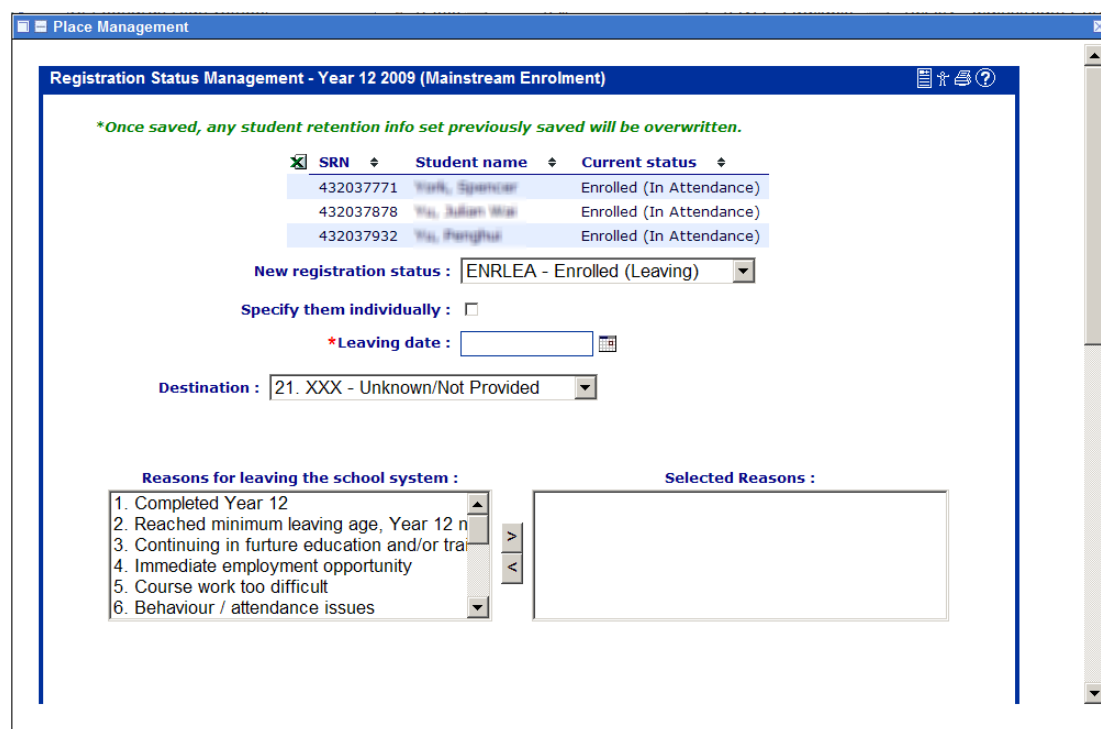 Place Management
Registration Status Management - Year 12 2009 (Mainstream Enrolment)
*Once saved, any student retention info set previously saved will be overwritten.
SRN Student name Current status
432037771 Enrolled (In Attendance)
432037878 Enrolled (In Attendance)
432037932 Enrolled (In Attendance)
New registration status : ENRLEA - Enrolled (Leaving)
Specify them individually :
*Leaving date :
Destination : 21. XXX - Unknown/Not Provided
Reasons for leaving the school system : Selected Reasons :
1. Completed Year 12
2. Reached minimum leaving age, Year 12 n
3. Continuing in furture education and/or trai
4. Immediate employment opportunity
5. Course work too difficult
6. Behaviour / attendance issues
>
<